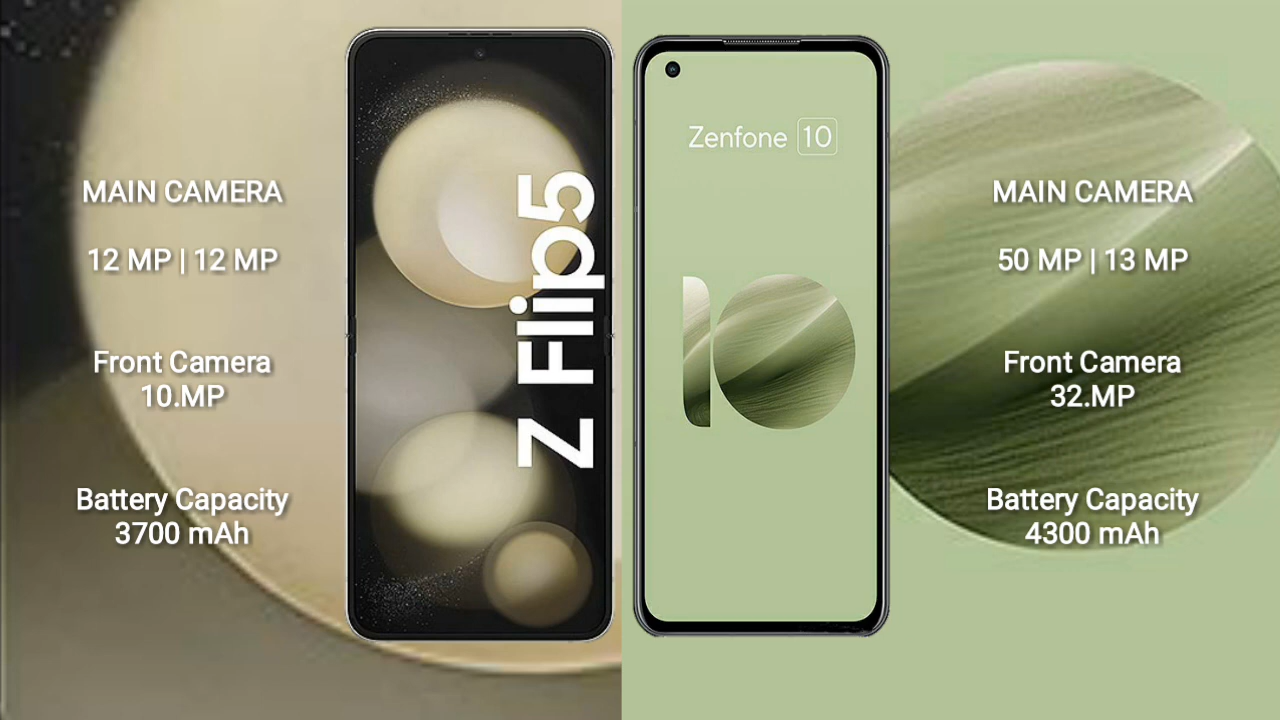 MAIN CAMERA
12 MP | 12 MP
Front Camera
10.MP
Battery Capacity
3700 mAh
Z Flip5
Zenfone 10
10
MAIN CAMERA
50 MP | 13 MP
Front Camera
32.MP
Battery Capacity
4300 mAh